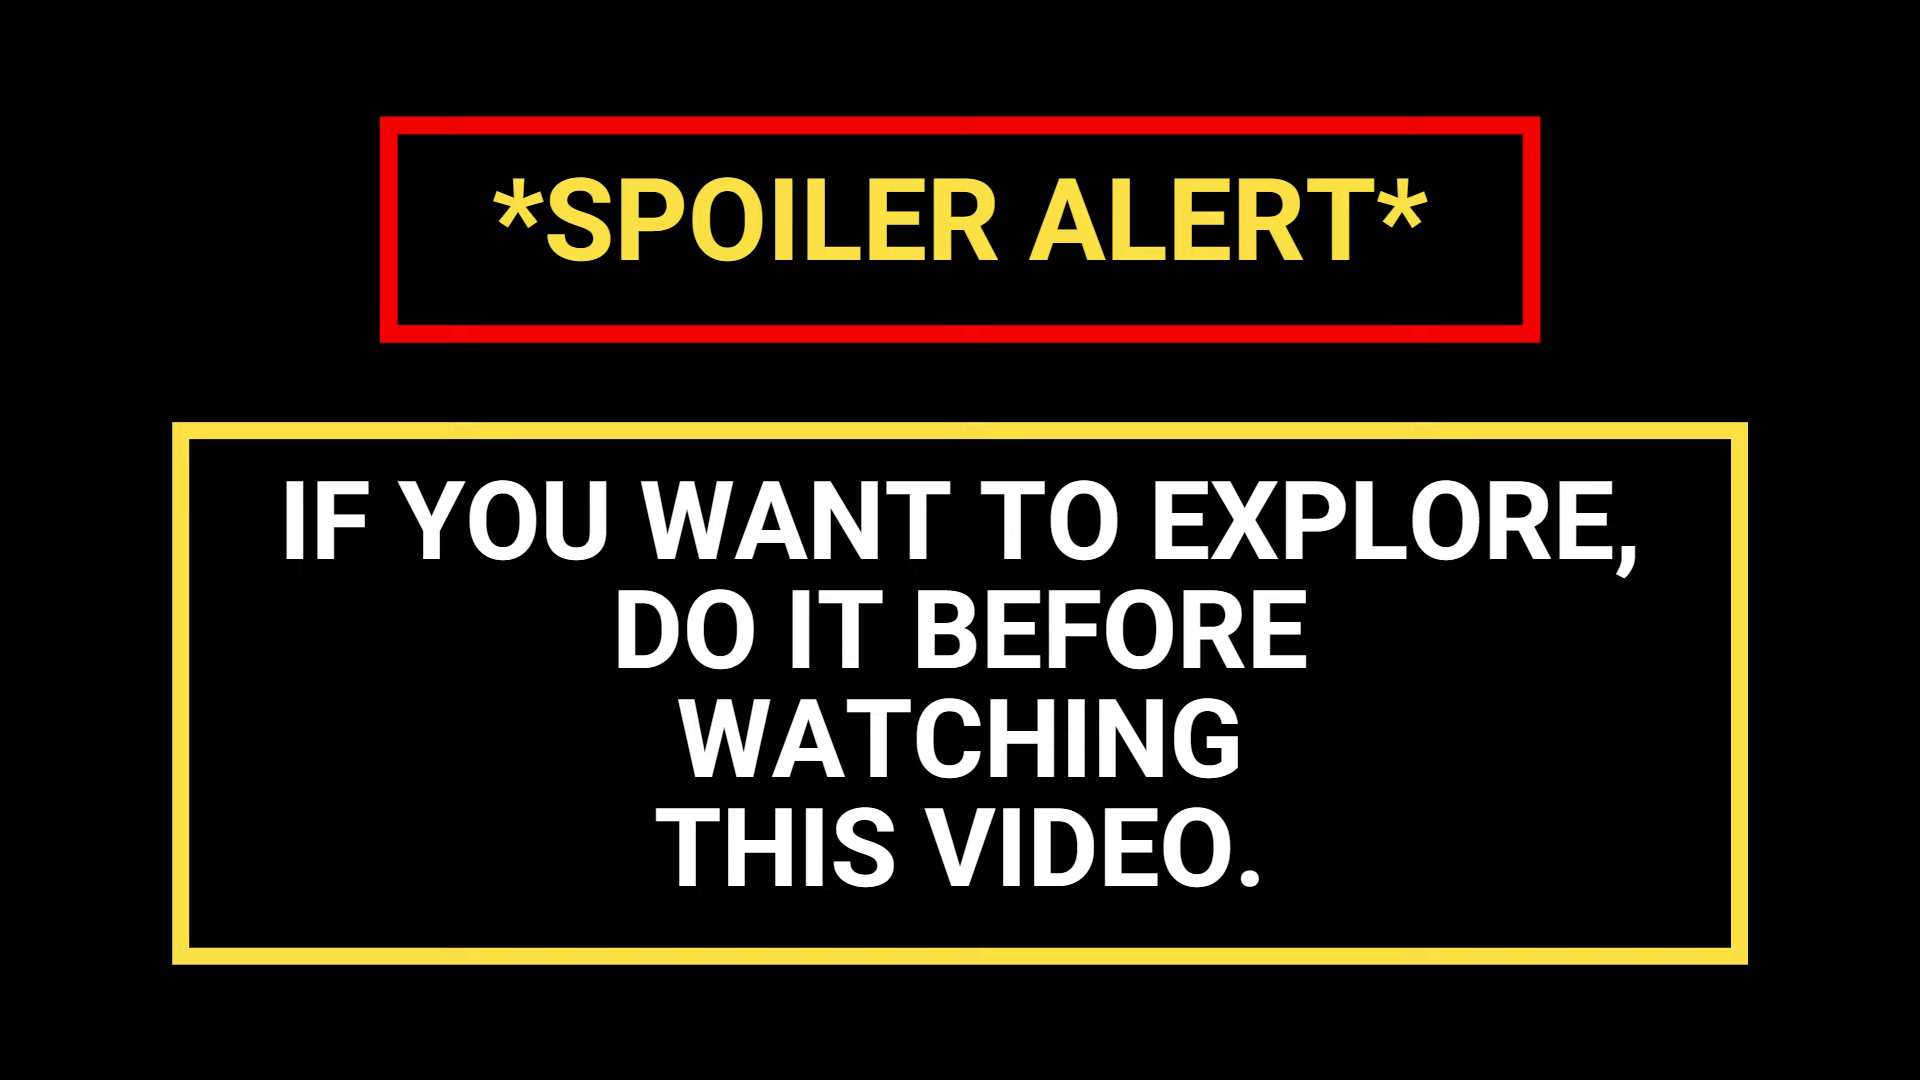 *SPOILER ALERT*
IF YOU WANT TO EXPLORE,
DO IT BEFORE
WATCHING
THIS VIDEO.